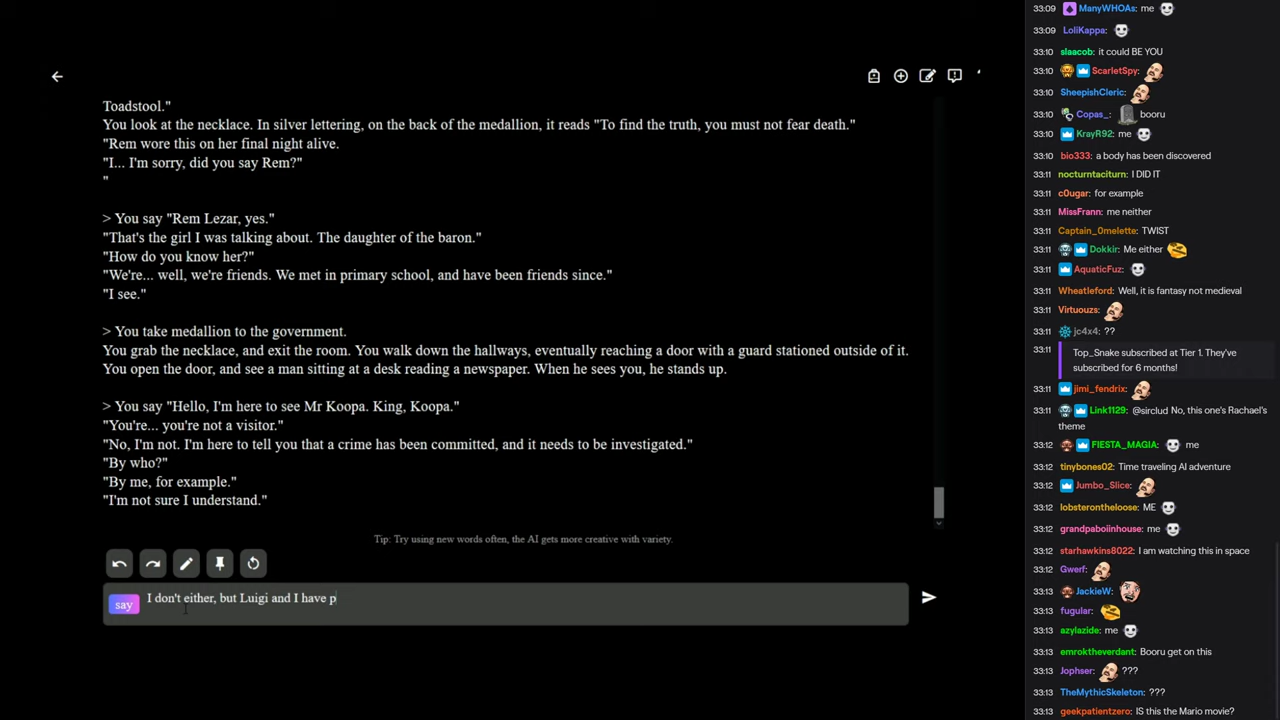 Toadstool."
You look at the necklace. In silver lettering, on the back of the medallion, it reads "To find the truth, you must not fear death."
"Rem wore this on her final night alive.
"I... I'm sorry, did you say Rem?"
"
> You say "Rem Lezar, yes."
"That's the girl I was talking about. The daughter of the baron."
"How do you know her?"
"We're... well, we're friends. We met in primary school, and have been friends since."
"I see."
> You take medallion to the government.
You grab the necklace, and exit the room. You walk down the hallways, eventually reaching a door with a guard stationed outside of it.
You open the door, and see a man sitting at a desk reading a newspaper. When he sees you, he stands up.
> You say "Hello, I'm here to see Mr Koopa. King, Koopa."
"You're... you're not a visitor."
"No, I'm not. I'm here to tell you that a crime has been committed, and it needs to be investigated."
"By who?"
"By me, for example."
"I'm not sure I understand."
Tip: Try using new words often, the AI gets more creative with variety.
say I don't either, but Luigi and I have p
33:09 ManyWHOAs: me
33:09 LoliKappa:
33:10 slaacob: it could BE YOU
33:10 ScarletSpy:
33:10 SheepishCleric:
33:10 Copas_: booru
33:10 KrayR92: me
33:10 bio333: a body has been discovered
33:11 nocturntaciturn: I DID IT
33:11 c0ugar: for example
33:11 MissFrann: me neither
33:11 Captain_0melette: TWIST
33:11 Dokkir: Me either
33:11 AquaticFuz:
33:11 Wheatleford: Well, it is fantasy not medieval
33:11 Virtuouzs:
33:11 jc4x4: ??
33:11 Top_Snake subscribed at Tier 1. They've
subscribed for 6 months!
33:11 jimi_fendrix:
33:11 Link1129: @sirclud No, this one's Rachael's
theme
33:12 FIESTA_MAGIA: me
33:12 tinybones02: Time traveling AI adventure
33:12 Jumbo_Slice:
33:12 lobsterontheloose: ME
33:12 grandpaboiinhouse: me
33:12 starhawkins8022: I am watching this in space
33:12 Gwerf:
33:13 JackieW:
33:13 fugular:
33:13 azylazide: me
33:13 emroktheverdant: Booru get on this
33:13 Jophser: ???
33:13 TheMythicSkeleton: ???
33:13 geekpatientzero: IS this the Mario movie?